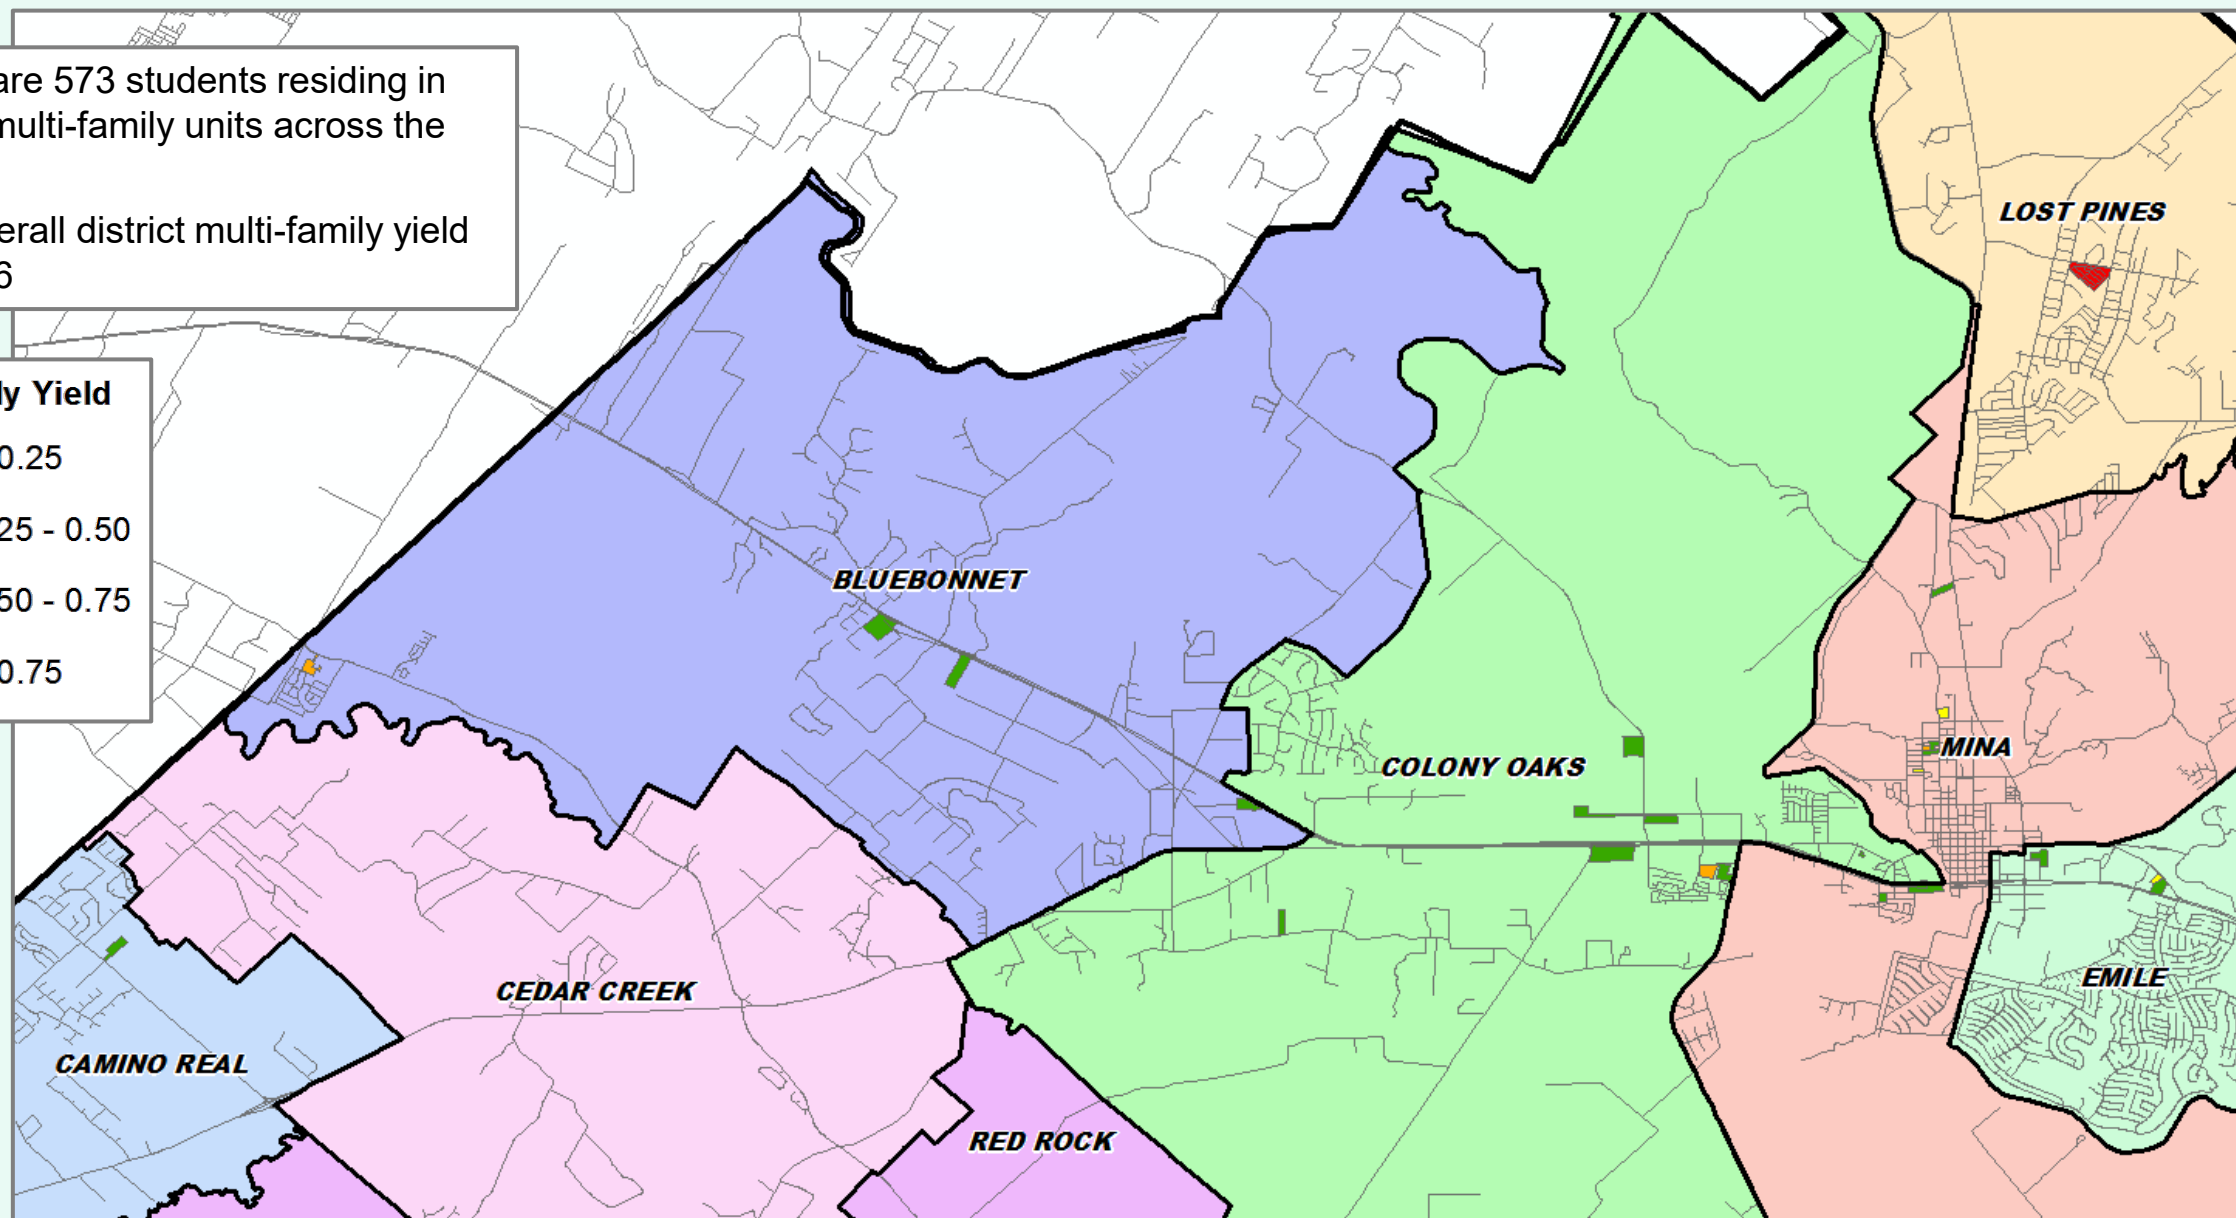 are 573 students residing in
multi-family units across the
erall district multi-family yield
6
ly Yield
0.25
25 - 0.50
50 - 0.75
0.75
LOST PINES
BLUEBONNET
MINA
COLONY OAKS
EMILE
CEDAR CREEK
CAMINO REAL
RED ROCK